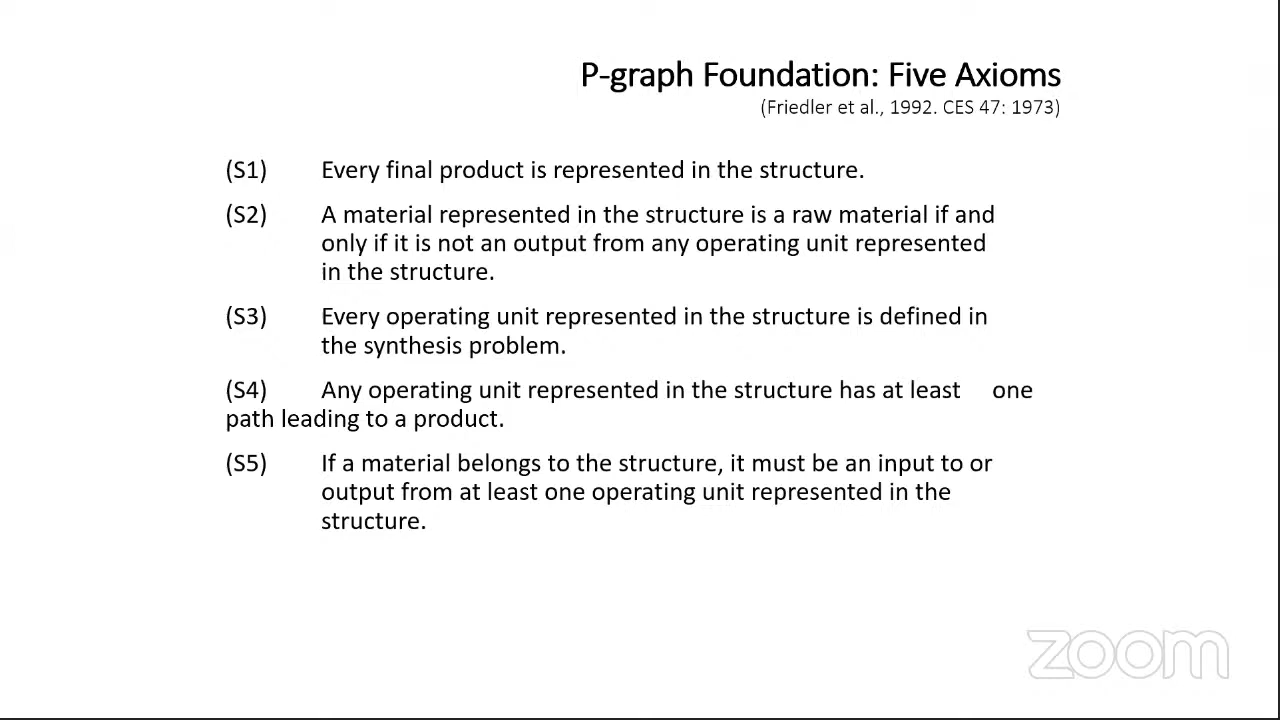 P-graph Foundation: Five Axioms
(Friedler et al., 1992. CES 47: 1973)
(S1) Every final product is represented in the structure.
(S2) A material represented in the structure is a raw material if and
only if it is not an output from any operating unit represented
in the structure.
(S3) Every operating unit represented in the structure is defined in
the synthesis problem.
(S4) Any operating unit represented in the structure has at least one
path leading to a product.
(S5) If a material belongs to the structure, it must be an input to or
output from at least one operating unit represented in the
structure.
zoom